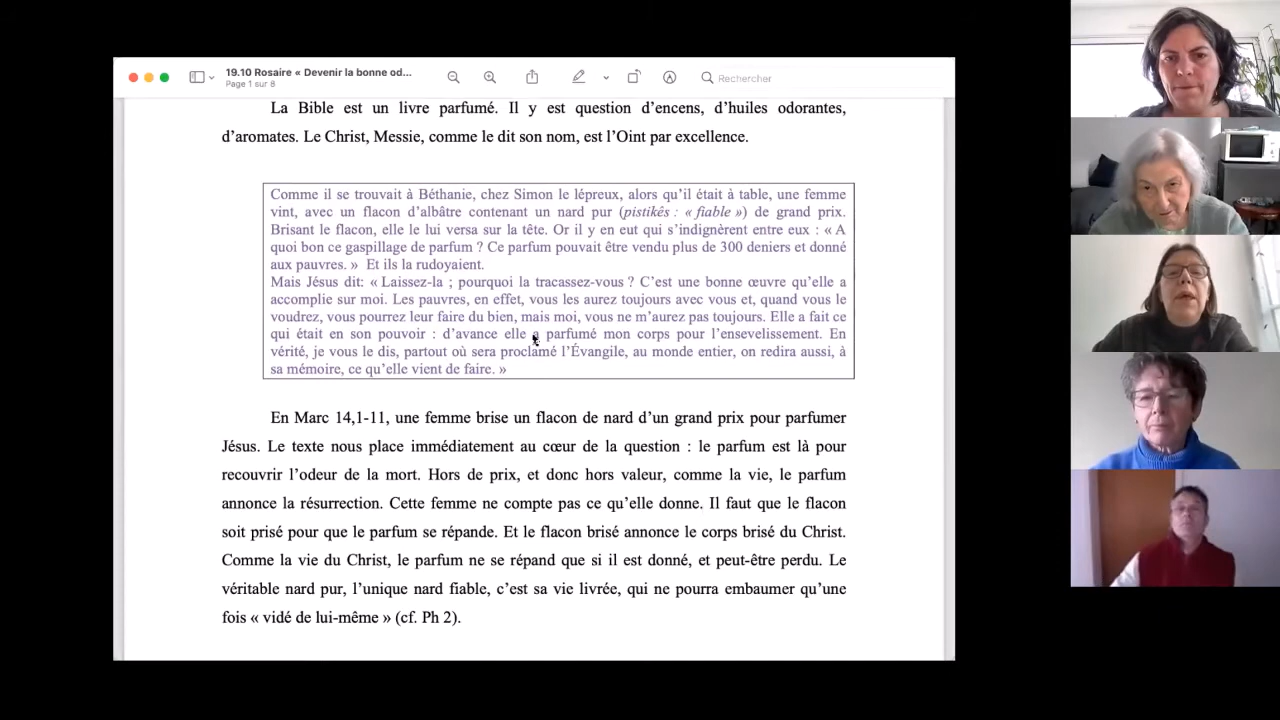 19.10 Rosaire « Devenir la bonne od...
Page 1 sur 8
Rechercher
La Bible est un livre parfumé. Il y est question d’encens, d’huiles odorantes,
d’aromates. Le Christ, Messie, comme le dit son nom, est l’Oint par excellence.
Comme il se trouvait à Béthanie, chez Simon le lépreux, alors qu’il était à table, une femme
vint, avec un flacon d’albâtre contenant un nard pur (pistikês : « fiable ») de grand prix.
Brisant le flacon, elle le lui versa sur la tête. Or il y en eut qui s’indignèrent entre eux : « A
quoi bon ce gaspillage de parfum ? Ce parfum pouvait être vendu plus de 300 deniers et donné
aux pauvres. » Et ils la rudoyaient.
Mais Jésus dit: « Laissez-la ; pourquoi la tracassez-vous ? C’est une bonne œuvre qu’elle a
accomplie sur moi. Les pauvres, en effet, vous les aurez toujours avec vous et, quand vous le
voudrez, vous pourrez leur faire du bien, mais moi, vous ne m’aurez pas toujours. Elle a fait ce
qui était en son pouvoir : d’avance elle a parfumé mon corps pour l’ensevelissement. En
vérité, je vous le dis, partout où sera proclamé l’Évangile, au monde entier, on redira aussi, à
sa mémoire, ce qu’elle vient de faire. »
En Marc 14,1-11, une femme brise un flacon de nard d’un grand prix pour parfumer
Jésus. Le texte nous place immédiatement au cœur de la question : le parfum est là pour
recouvrir l’odeur de la mort. Hors de prix, et donc hors valeur, comme la vie, le parfum
annonce la résurrection. Cette femme ne compte pas ce qu’elle donne. Il faut que le flacon
soit prisé pour que le parfum se répande. Et le flacon brisé annonce le corps brisé du Christ.
Comme la vie du Christ, le parfum ne se répand que si il est donné, et peut-être perdu. Le
véritable nard pur, l’unique nard fiable, c’est sa vie livrée, qui ne pourra embaumer qu’une
fois « vidé de lui-même » (cf. Ph 2).